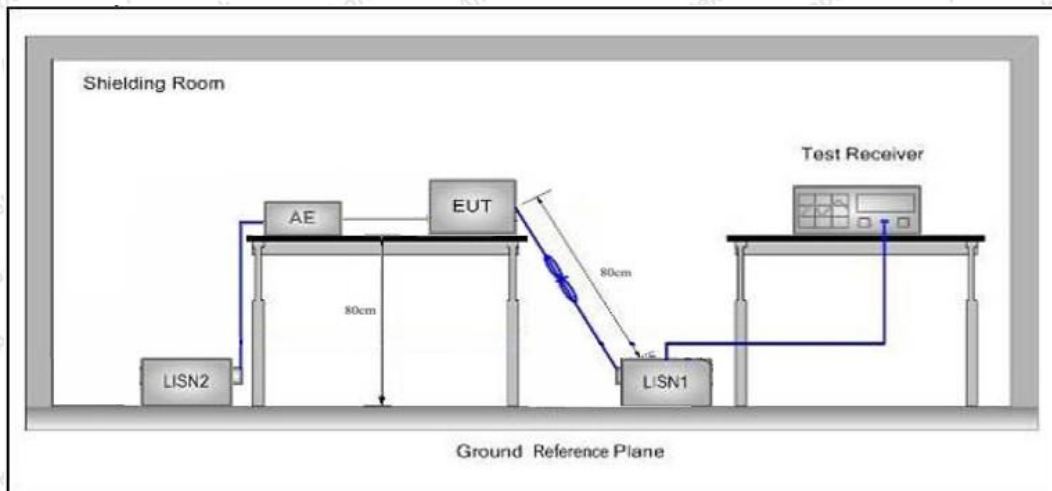 Shielding Room
Test Receiver
EUT
AE
80cm
80cm
LISN2
LISN1
Ground Reference Plane